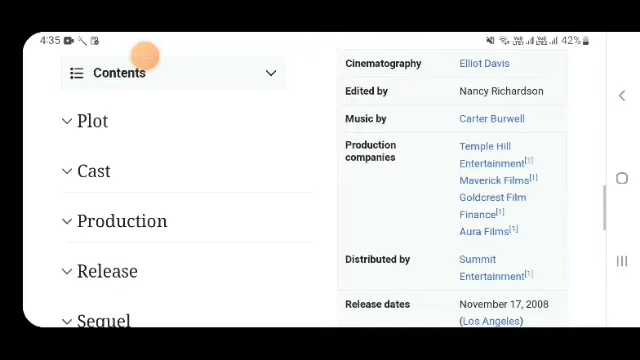 4:35 42%
Contents
Plot
Cast
Production
Release
Sequel
Cinematography Elliot Davis
Edited by Nancy Richardson
Music by Carter Burwell
Production companies Temple Hill
Entertainment[1]
Maverick Films[1]
Goldcrest Film
Finance[1]
Aura Films[1]
Distributed by Summit
Entertainment[1]
Release dates November 17, 2008
(Los Angeles)